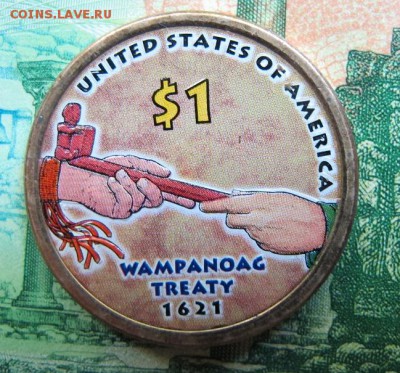 COINS.LAVE.RU
UNITED STATES OF AMERICA
$1
WAMPANOAG
TREATY
1621